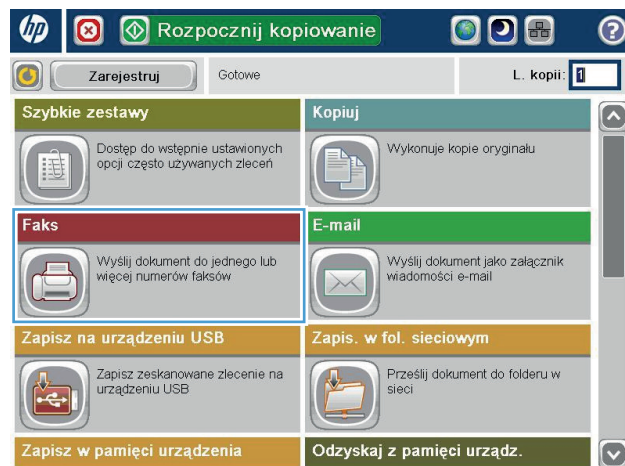 hp
Rozpocznij kopiowanie
?
Zarejestruj
Gotowe
L. kopii: 1
Szybkie zestawy
Kopiuj
Dostęp do wstępnie ustawionych
opcji często używanych zleceń
Wykonuje kopie oryginału
Faks
E-mail
Wyślij dokument do jednego lub
więcej numerów faksów
Wyślij dokument jako załącznik
wiadomości e-mail
Zapisz na urządzeniu USB
Zapis. w fol. sieciowym
Zapisz zeskanowane zlecenie na
urządzeniu USB
Prześlij dokument do folderu w
sieci
Zapisz w pamięci urządzenia
Odzyskaj z pamięci urządz.